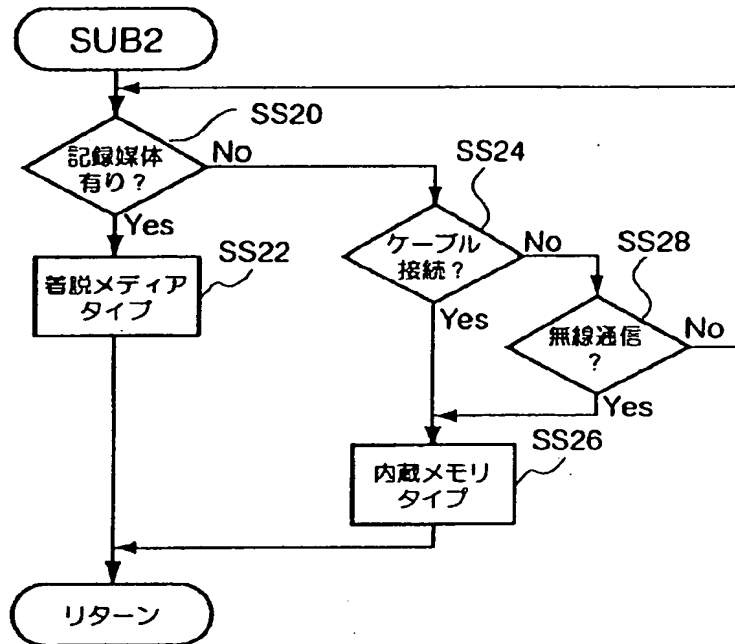 SUB2
SS20
記録媒体
有り?
No
Yes
SS24
ケーブル
接続?
No
Yes
SS22
着説メディア
タイプ
SS28
無線通信
?
No
Yes
SS26
内蔵メモリ
タイプ
リターン